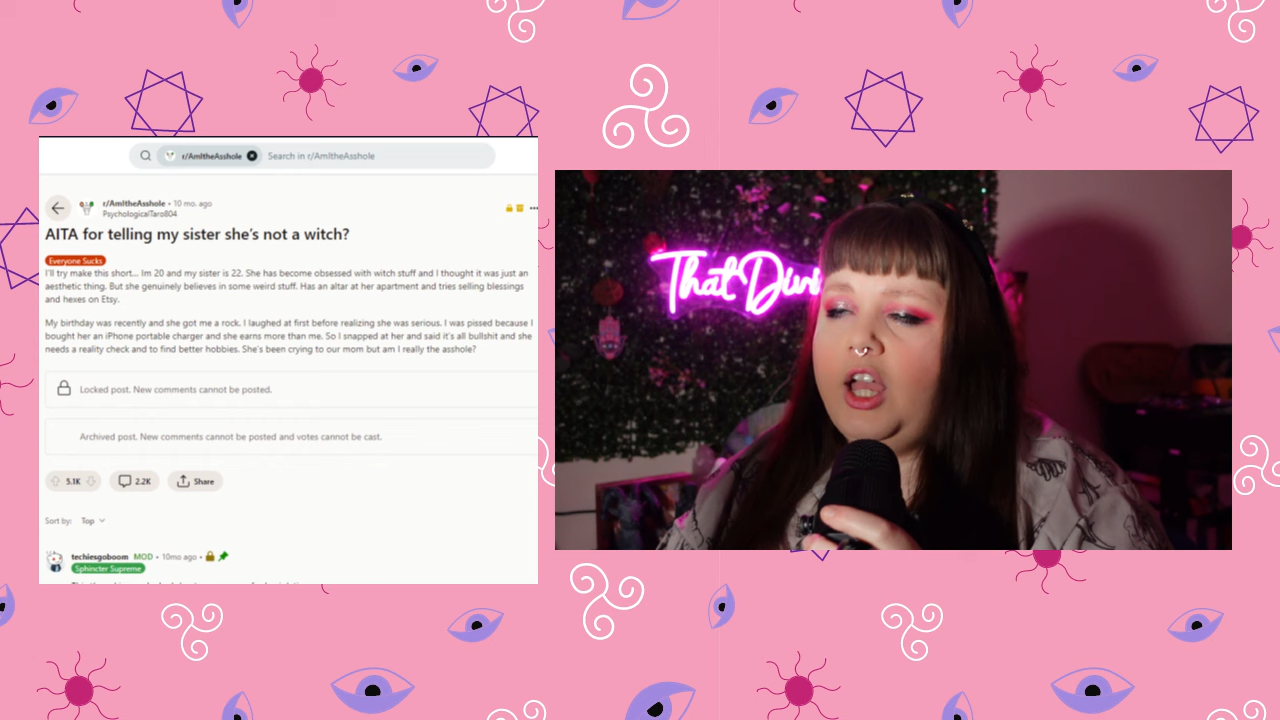 r/AmItheAsshole Search in r/AmItheAsshole
r/AmItheAsshole • 10 mo. ago
PsychologicalTaro804
AITA for telling my sister she's not a witch?
Everyone Sucks
I'll try make this short... Im 20 and my sister is 22. She has become obsessed with witch stuff and I thought it was just an
aesthetic thing. But she genuinely believes in some weird stuff. Has an altar at her apartment and tries selling blessings
and hexes on Etsy.
My birthday was recently and she got me a rock. I laughed at first before realizing she was serious. I was pissed because I
bought her an iPhone portable charger and she earns more than me. So I snapped at her and said it's all bullshit and she
needs a reality check and to find better hobbies. She's been crying to our mom but am I really the asshole?
Locked post. New comments cannot be posted.
Archived post. New comments cannot be posted and votes cannot be cast.
5.1K 2.2K Share
Sort by: Top
techiesgoboom MOD • 10mo ago •
Sphincter Supreme
That Divi